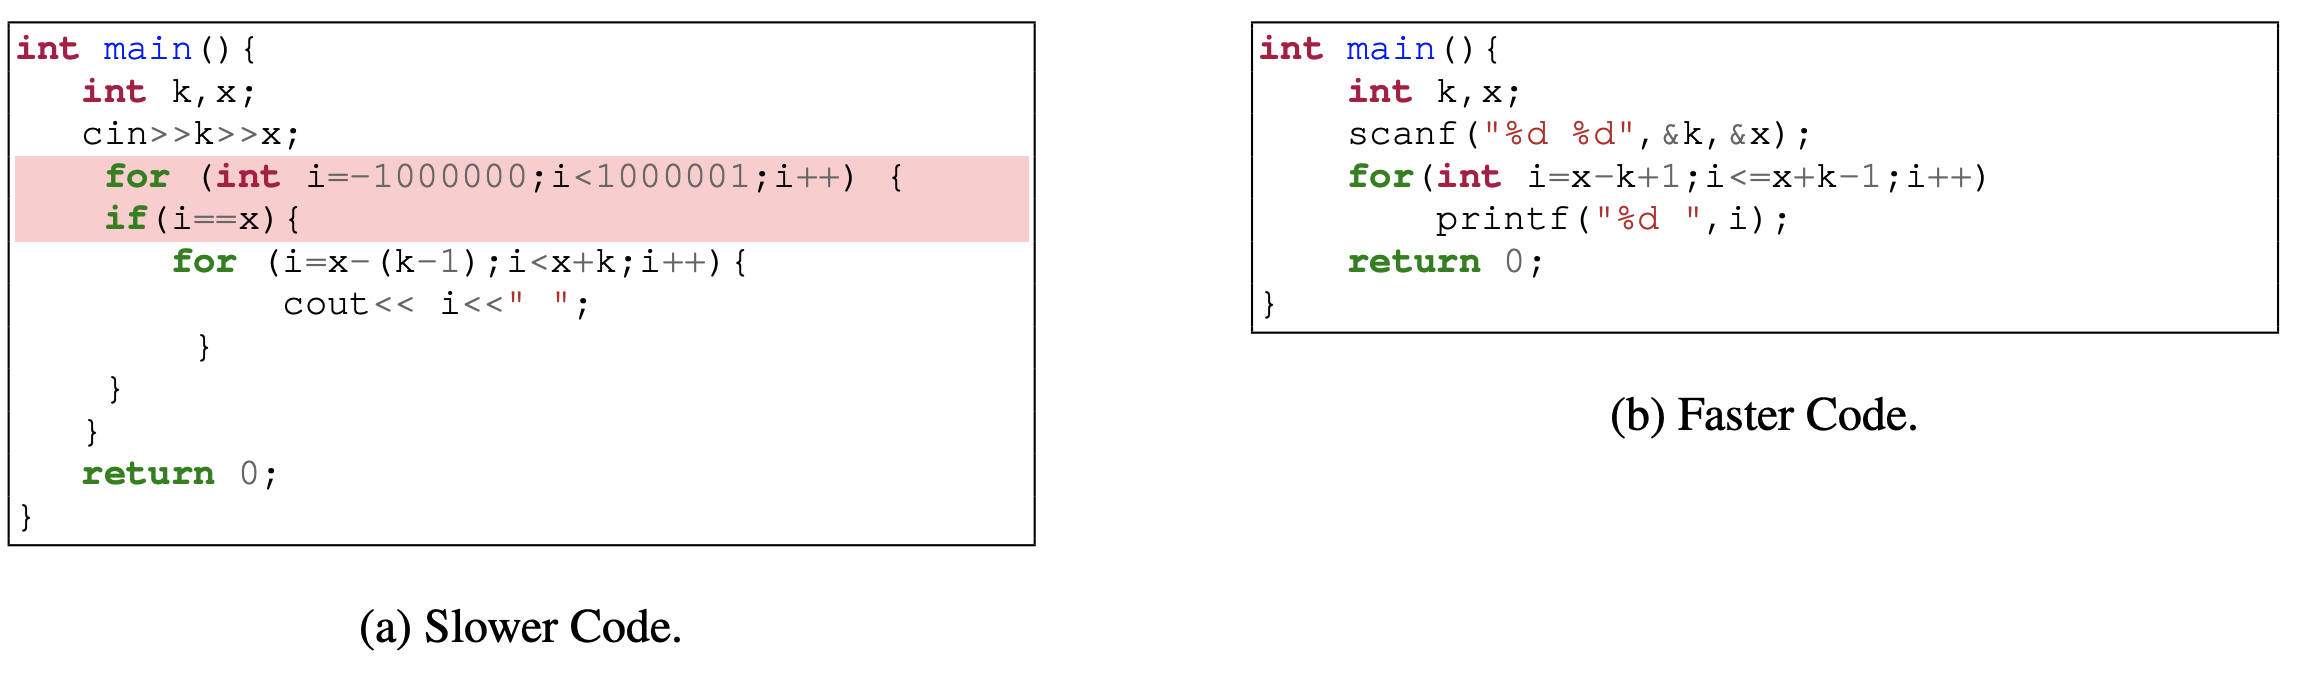 int main(){
int k,x;
cin>>k>>x;
for (int i=-1000000;i<1000001;i++) {
if(i==x){
for (i=x-(k-1);i<x+k;i++){
cout<< i<<" ";
}
}
}
return 0;
}
(a) Slower Code.
int main(){
int k,x;
scanf("%d %d",&k,&x);
for(int i=x-k+1;i<=x+k-1;i++)
printf("%d ",i);
return 0;
}
(b) Faster Code.